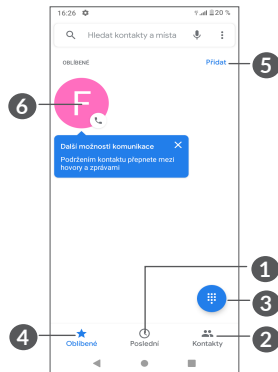 16:26
20 %
Hledat kontakty a místa
OBLÍBENÉ
Přidat
5
6
F
Další možnosti komunikace
Podržením kontaktu přepnete mezi
hovory a zprávami
1
3
4
Oblíbené
Poslední
Kontakty
2